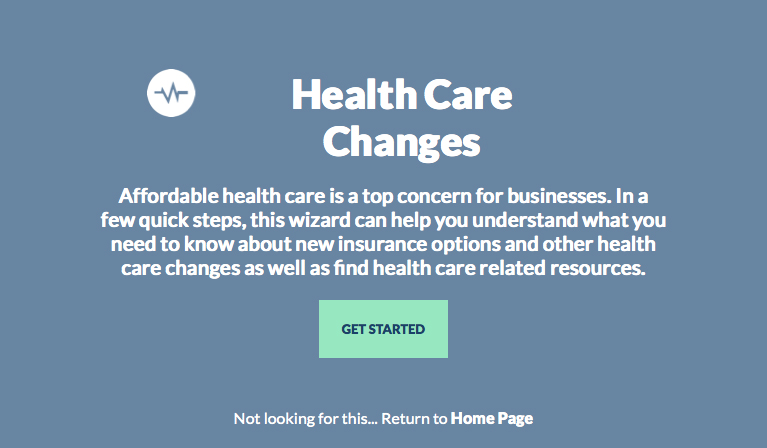 Health Care
Changes
Affordable health care is a top concern for businesses. In a
few quick steps, this wizard can help you understand what you
need to know about new insurance options and other health
care changes as well as find health care related resources.
GET STARTED
Not looking for this... Return to Home Page